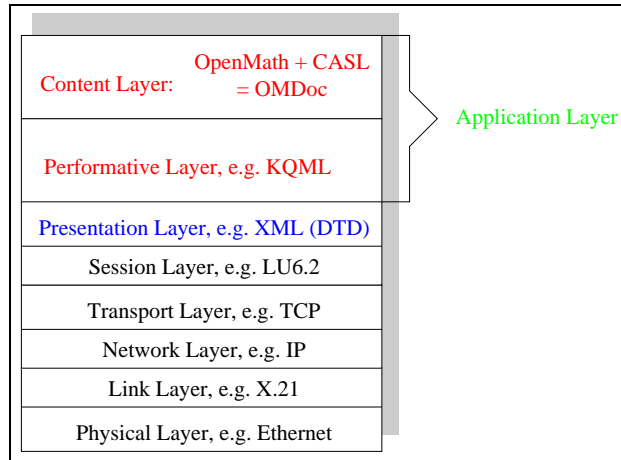 OpenMath + CASL
Content Layer:
= OMDoc
Application Layer
Performative Layer, e.g. KQML
Presentation Layer, e.g. XML (DTD)
Session Layer, e.g. LU6.2
Transport Layer, e.g. TCP
Network Layer, e.g. IP
Link Layer, e.g. X.21
Physical Layer, e.g. Ethernet